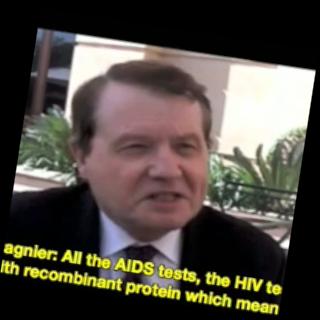 agnier: All the AIDS tests, the HIV te
ith recombinant protein which mean